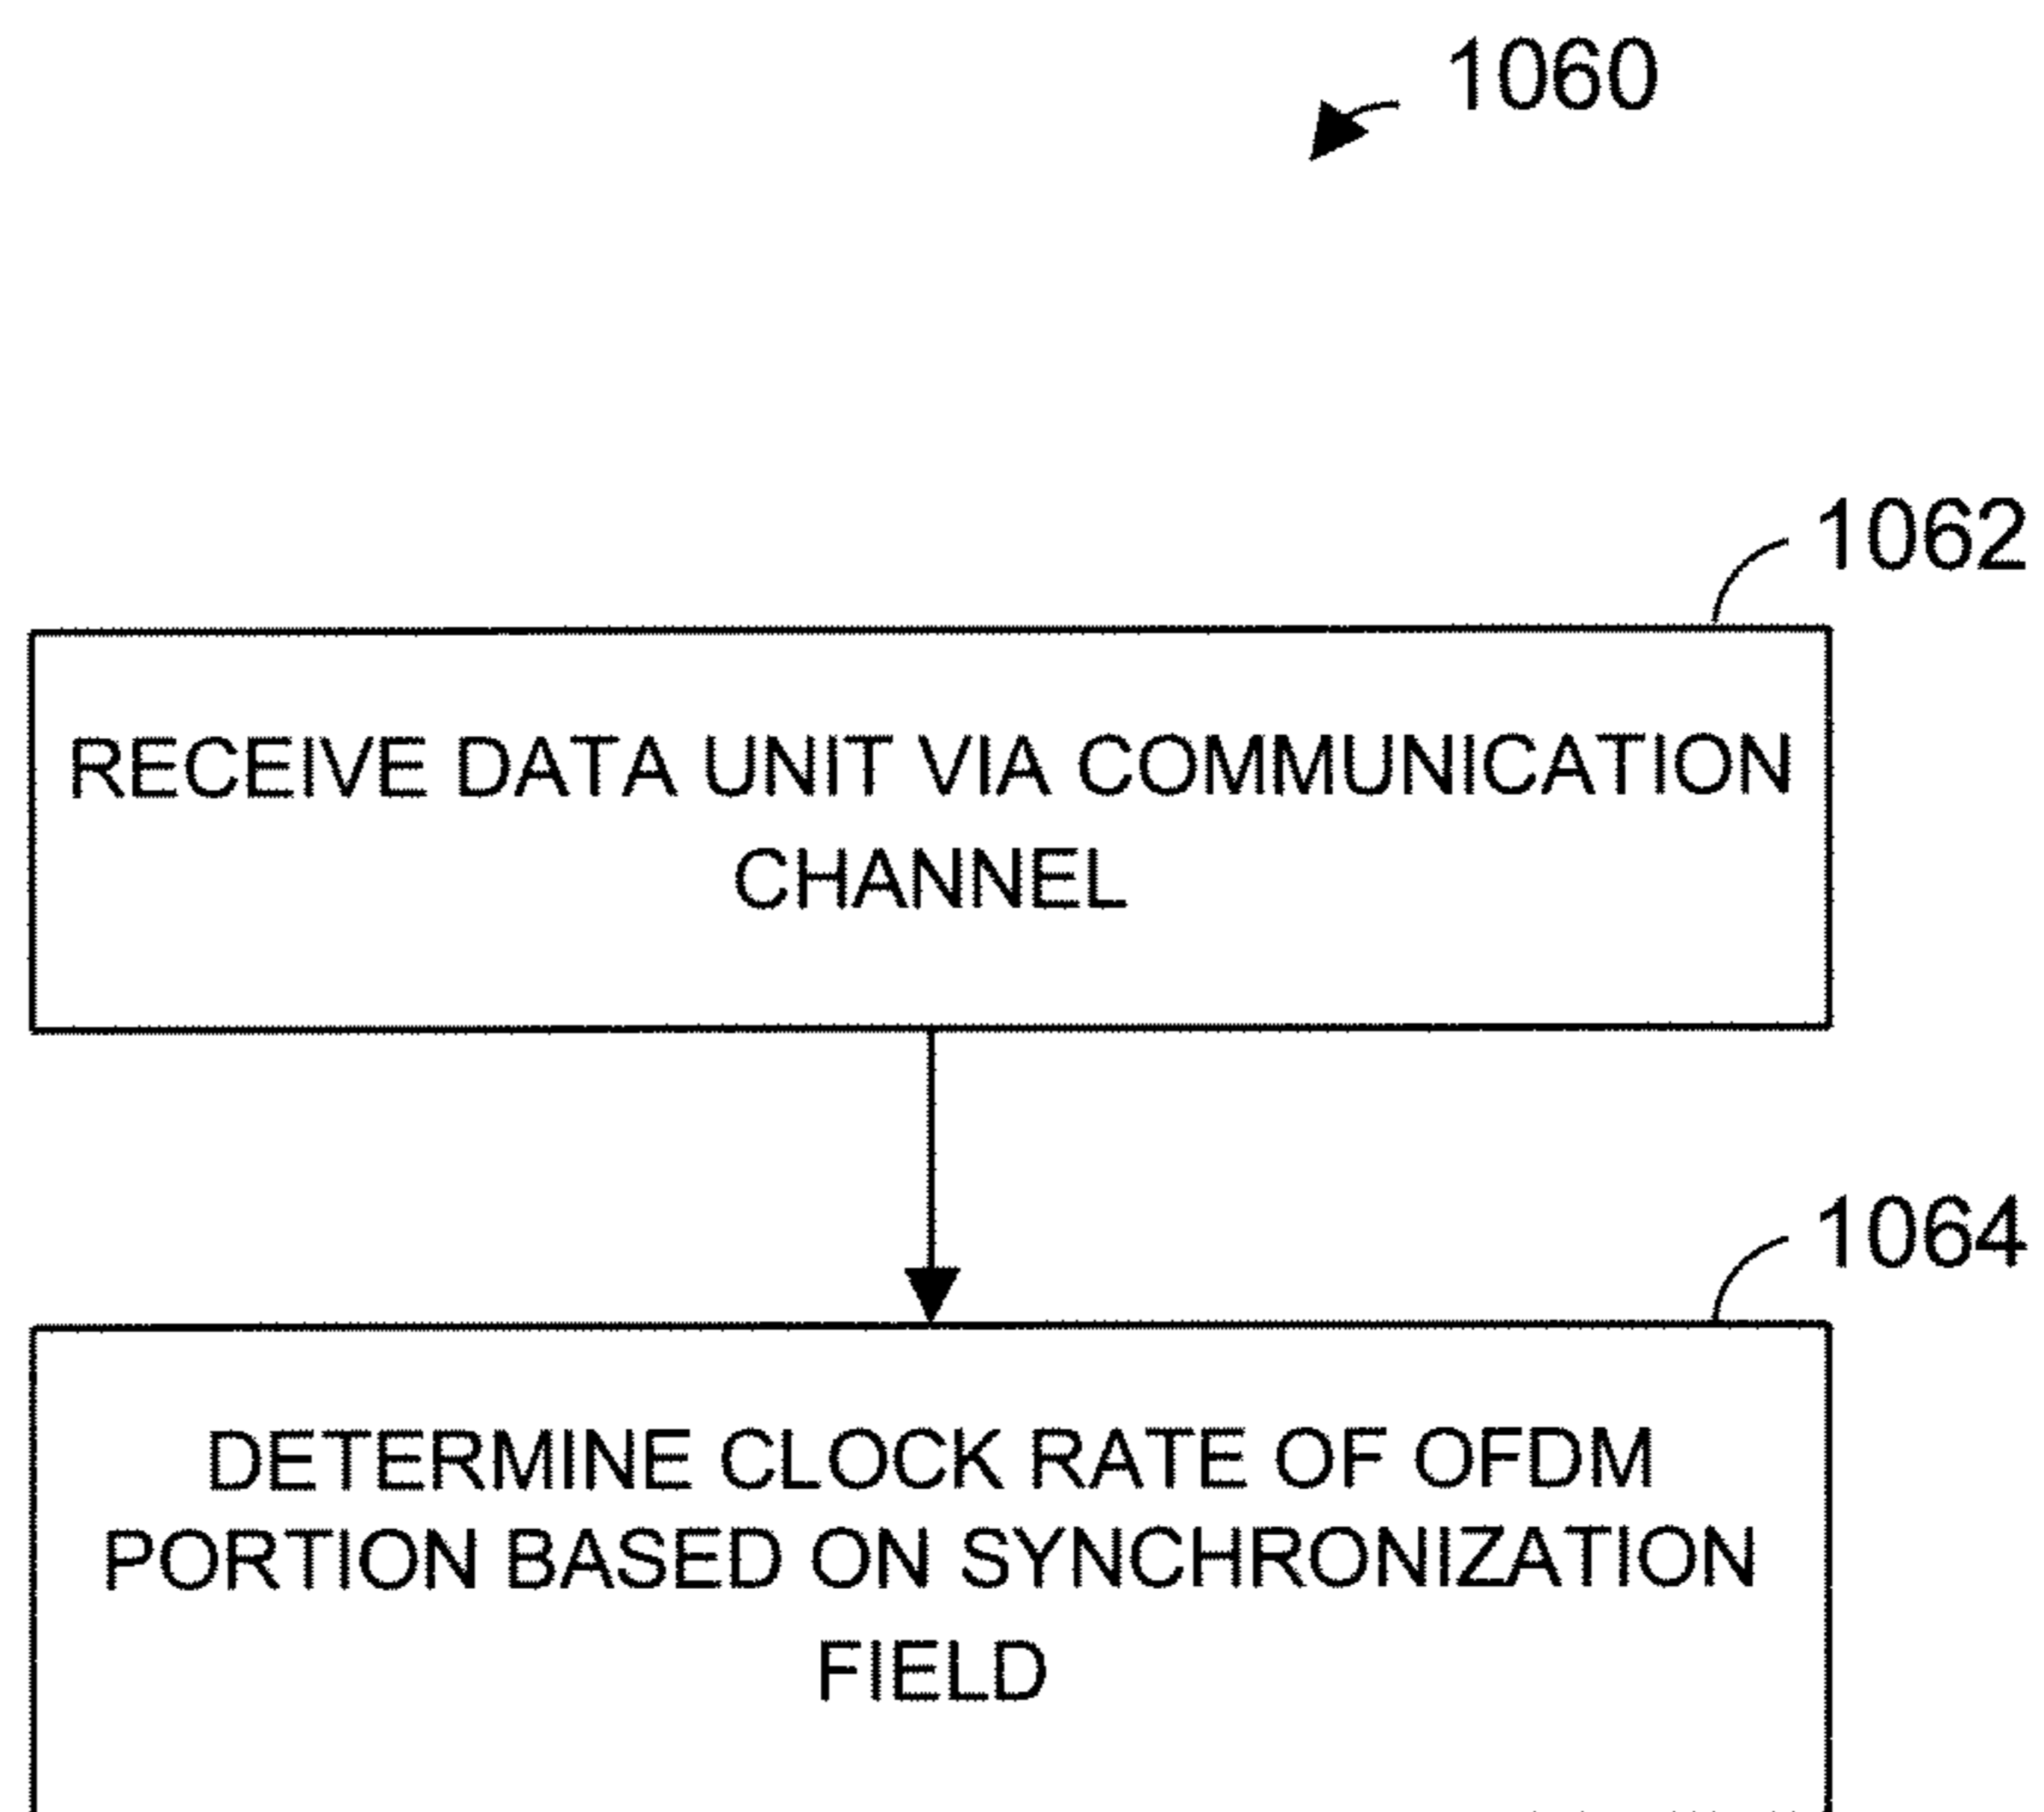 1060
1062
RECEIVE DATA UNIT VIA COMMUNICATION
CHANNEL
1064
DETERMINE CLOCK RATE OF OFDM
PORTION BASED ON SYNCHRONIZATION
FIELD